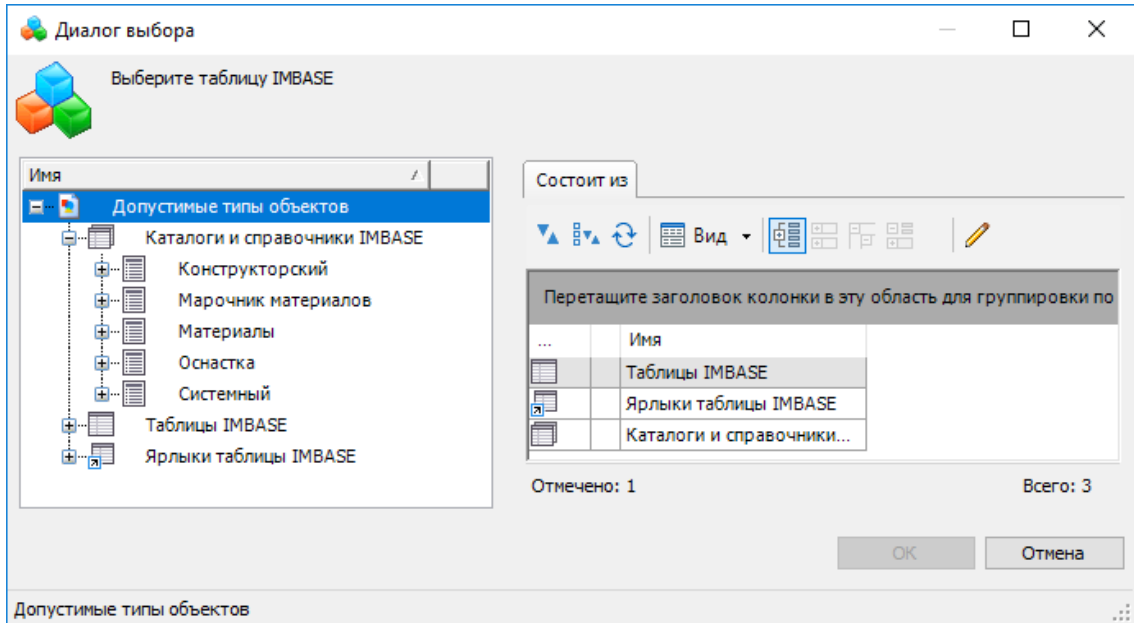 Диалог выбора
Выберите таблицу IMBASE
Имя
Допустимые типы объектов
Каталоги и справочники IMBASE
Конструкторский
Марочник материалов
Материалы
Оснастка
Системный
Таблицы IMBASE
Ярлыки таблицы IMBASE
Состоит из
Вид
Перетащите заголовок колонки в эту область для группировки по
... Имя
Таблицы IMBASE
Ярлыки таблицы IMBASE
Каталоги и справочники...
Отмечено: 1 Всего: 3
OK Отмена
Допустимые типы объектов